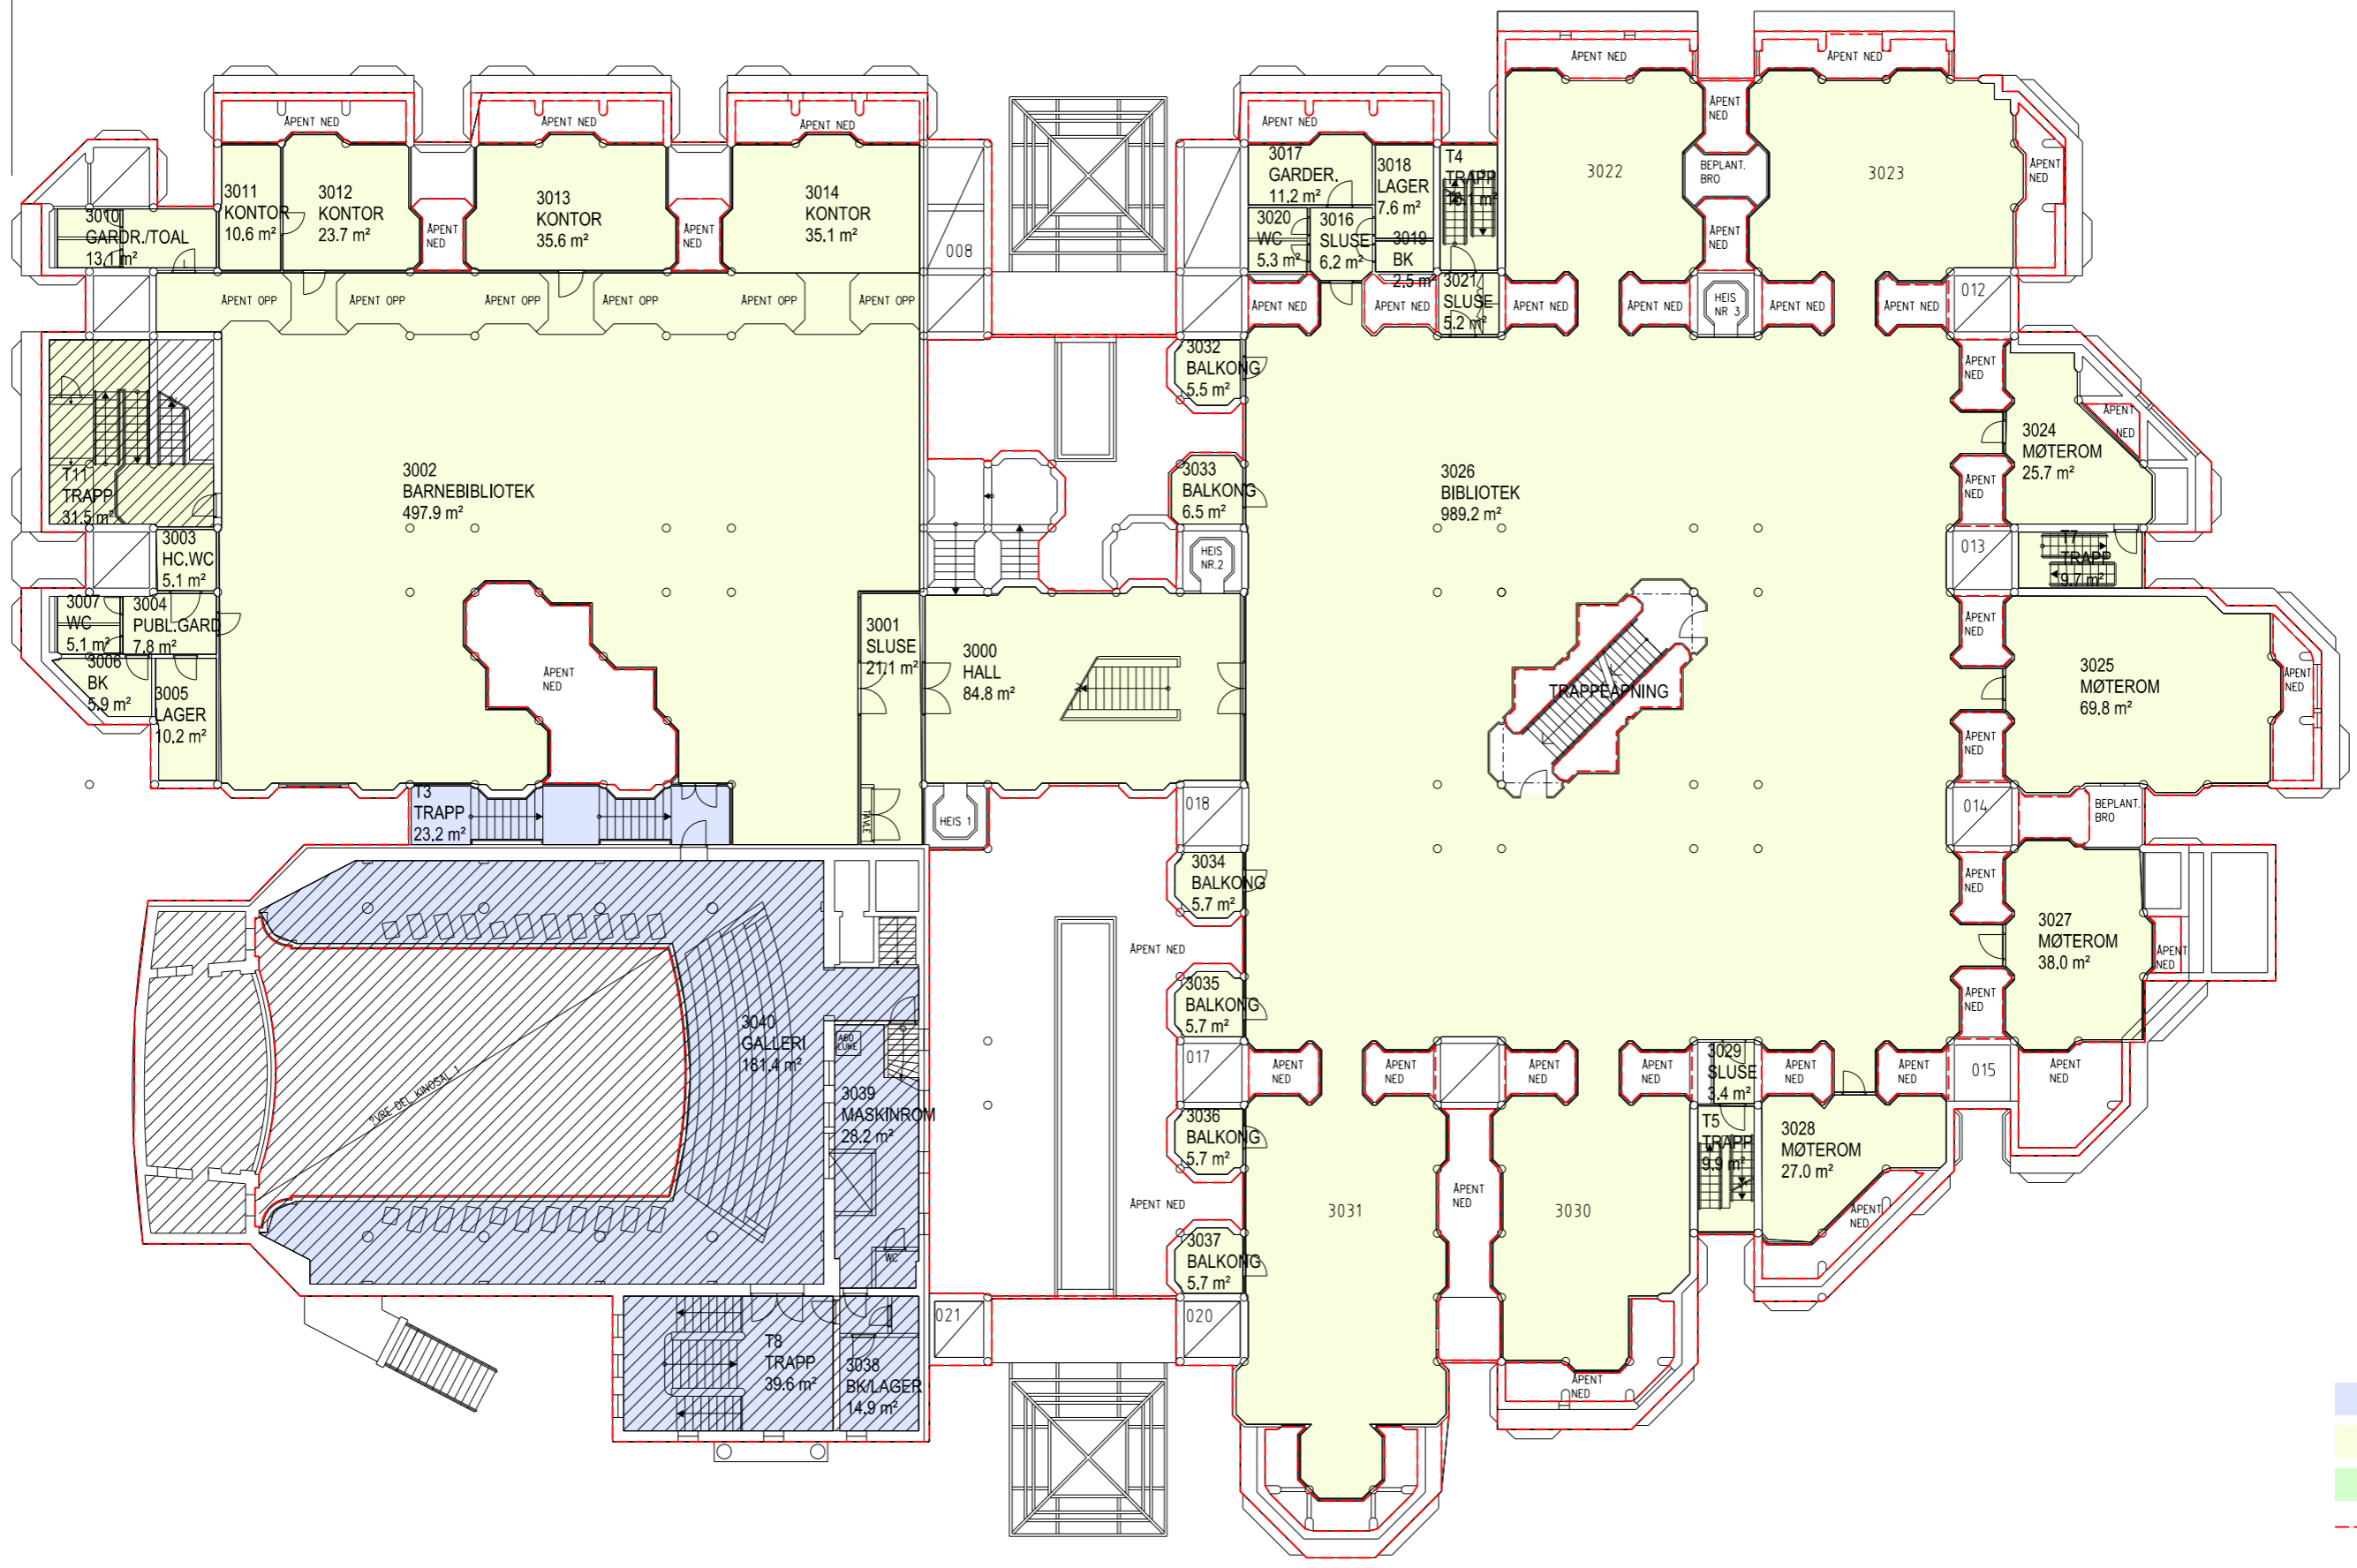 ÅPENT NED
ÅPENT NED
ÅPENT NED
ÅPENT NED
ÅPENT NED
ÅPENT NED
3010
GARDR./TOAL
13.1 m²
3011
KONTOR
10.6 m²
3012
KONTOR
23.7 m²
ÅPENT
NED
3013
KONTOR
35.6 m²
ÅPENT
NED
3014
KONTOR
35.1 m²
008
3017
GARDER.
11.2 m²
3018
LAGER
7.6 m²
T4
TRAPP
3020
WC
5.3 m²
3016
SLUSE
6.2 m²
3019
BK
2.5 m²
3021
SLUSE
5.2 m²
3022
ÅPENT
NED
BEPLANT.
BRO
ÅPENT
NED
3023
ÅPENT
NED
ÅPENT OPP
ÅPENT OPP
ÅPENT OPP
ÅPENT OPP
ÅPENT OPP
ÅPENT OPP
ÅPENT NED
ÅPENT NED
ÅPENT NED
ÅPENT NED
HEIS
NR 3
ÅPENT NED
ÅPENT NED
012
3032
BALKONG
5.5 m²
ÅPENT
NED
ÅPENT
NED
3024
MØTEROM
25.7 m²
T11
TRAPP
31.5 m²
3002
BARNEBIBLIOTEK
497.9 m²
3033
BALKONG
6.5 m²
3026
BIBLIOTEK
989.2 m²
ÅPENT
NED
3003
HC.WC
5.1 m²
HEIS
NR.2
013
T7
TRAPP
9.7 m²
3007
WC
5.1 m²
3004
PUBL.GARD
7.8 m²
3006
BK
5.9 m²
3005
LAGER
10.2 m²
ÅPENT
NED
3001
SLUSE
21.1 m²
3000
HALL
84.8 m²
TRAPPEÅPNING
ÅPENT
NED
3025
MØTEROM
69.8 m²
ÅPENT
NED
ÅPENT
NED
T3
TRAPP
23.2 m²
TAVLE
HEIS 1
018
014
BEPLANT.
BRO
3034
BALKONG
5.7 m²
ÅPENT
NED
3027
MØTEROM
38.0 m²
ÅPENT
NED
ÅPENT NED
3035
BALKONG
5.7 m²
ÅPENT
NED
3040
GALLERI
181.4 m²
A60
LUKE
017
ÅPENT
NED
ÅPENT
NED
ÅPENT
NED
ÅPENT
NED
3029
SLUSE
3.4 m²
ÅPENT
NED
ÅPENT
NED
015
ÅPENT
NED
?VRE DEL KINOSAL 1
3039
MASKINROM
28.2 m²
3036
BALKONG
5.7 m²
T5
TRAPP
9.9 m²
3028
MØTEROM
27.0 m²
ÅPENT NED
3031
ÅPENT
NED
3030
ÅPENT
NED
WC
3037
BALKONG
5.7 m²
021
020
T8
TRAPP
39.6 m²
3038
BK/LAGER
14.9 m²
ÅPENT
NED